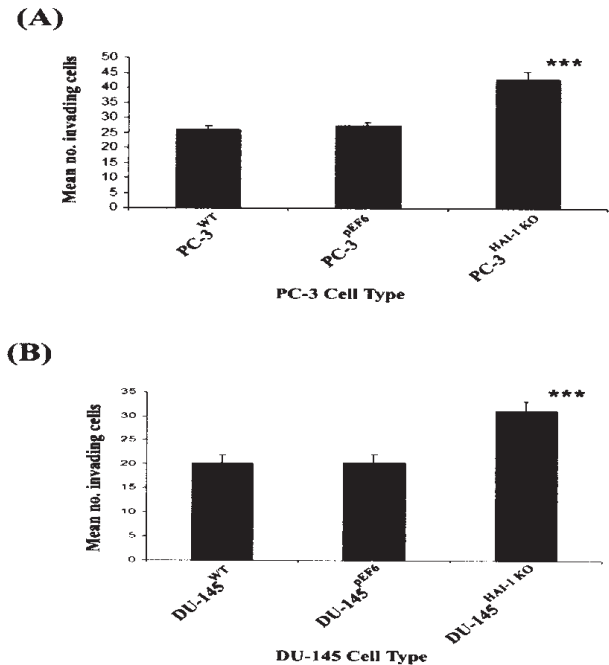 (A)
Mean no. invading cells
50
45
40
35
30
25
20
15
10
5
0
***
PC-3WT
PC-3pEF6
PC-3HAI-1 KO
PC-3 Cell Type
(B)
Mean no. invading cells
35
30
25
20
15
10
5
0
***
DU-145WT
DU-145pEF6
DU-145HAI-1 KO
DU-145 Cell Type